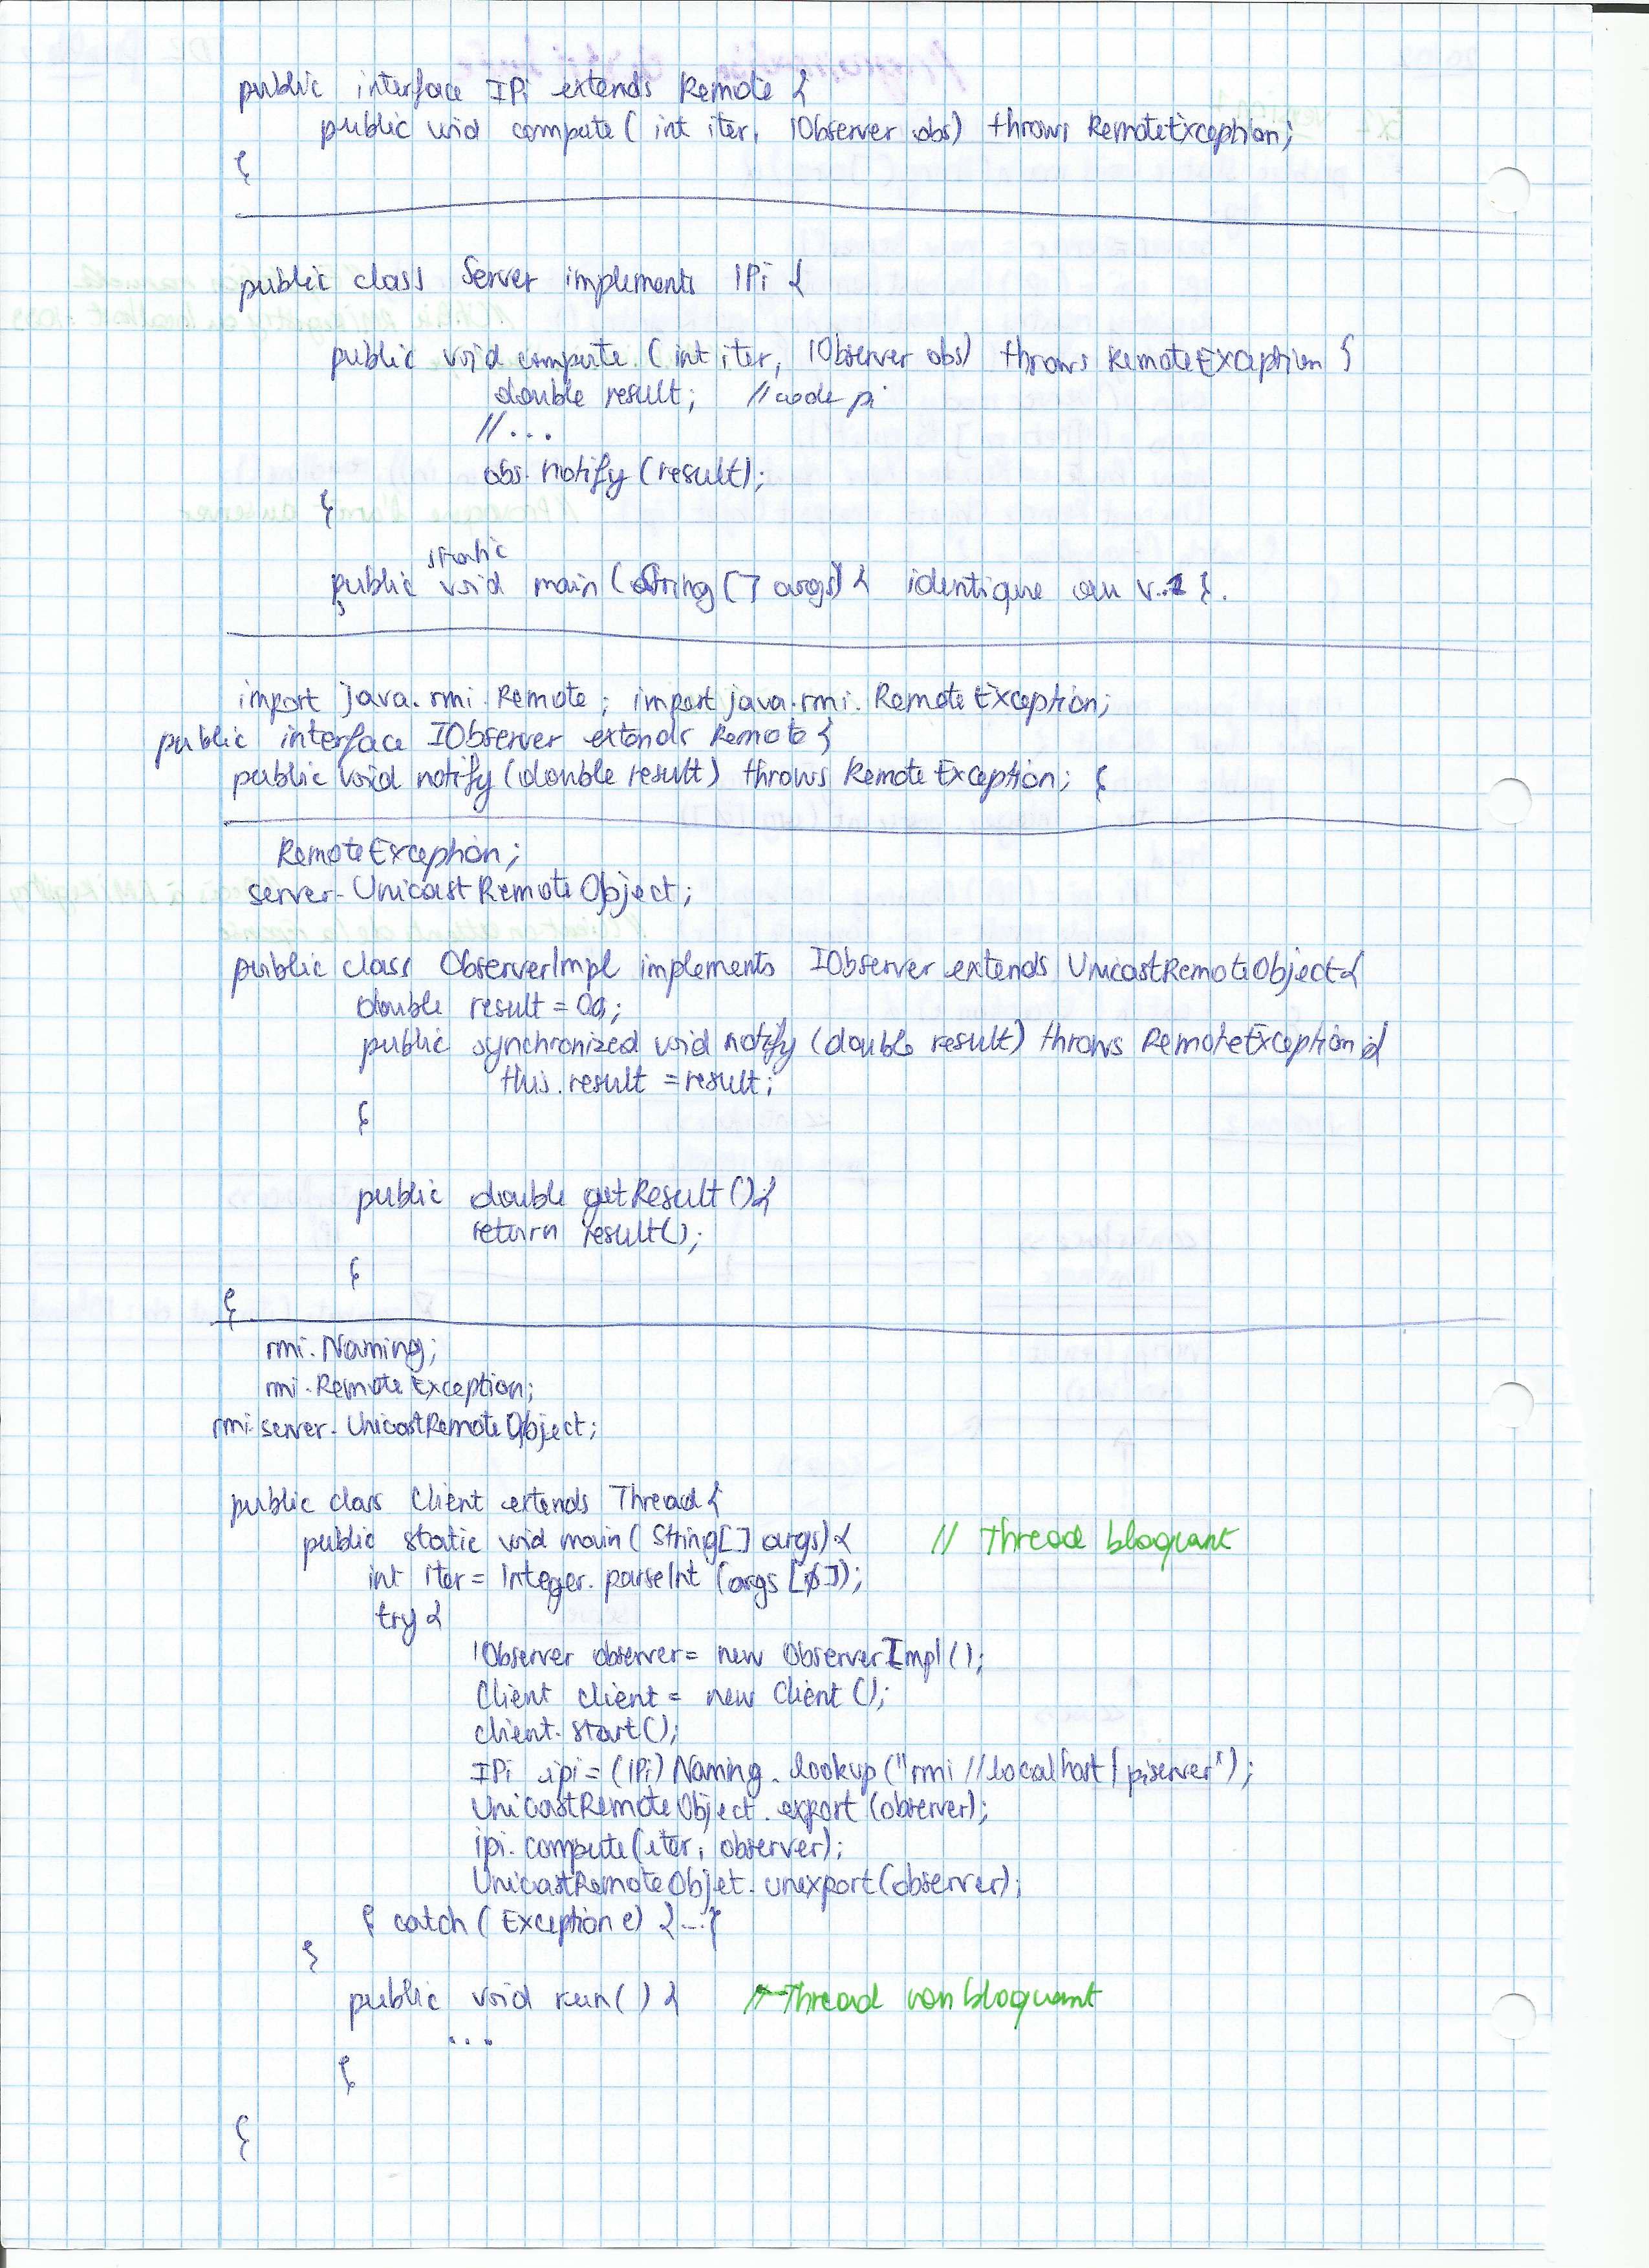 public interface IPi extends Remote {
public void compute ( int iter, IObserver obs) throws RemoteException;
}
public class Server implements IPi {
public void compute ( int iter, IObserver obs) throws RemoteException {
double result; // code pi
// ...
obs. notify (result);
}
static
public void main (String [] args) { identique au v.1 }.
import java.rmi.Remote ; import java.rmi.RemoteException;
public interface IObserver extends Remote {
public void notify (double result) throws RemoteException; }
RemoteException;
server.UnicastRemoteObject;
public class ObserverImpl implements IObserver extends UnicastRemoteObject {
double result =
public synchronized void notify (double result) throws RemoteException {
this.result = result;
}
public double getResult () {
return result();
}
}
rmi.Naming;
rmi.RemoteException;
rmi.server.UnicastRemoteObject;
public class Client extends Thread {
public static void main ( String[] args) { // Thread bloquant
int iter = Integer.parseInt (args [0]);
try {
IObserver observer = new ObserverImpl ();
Client client = new Client ();
client.start();
IPi ipi = (IPi) Naming.lookup ("rmi //localhost/piserver");
UnicastRemoteObject.export (observer);
ipi.compute(iter, observer);
UnicastRemoteObjet.unexport(observer);
} catch ( Exception e) {...}
}
public void run() { // Thread non bloquant
...
}
}